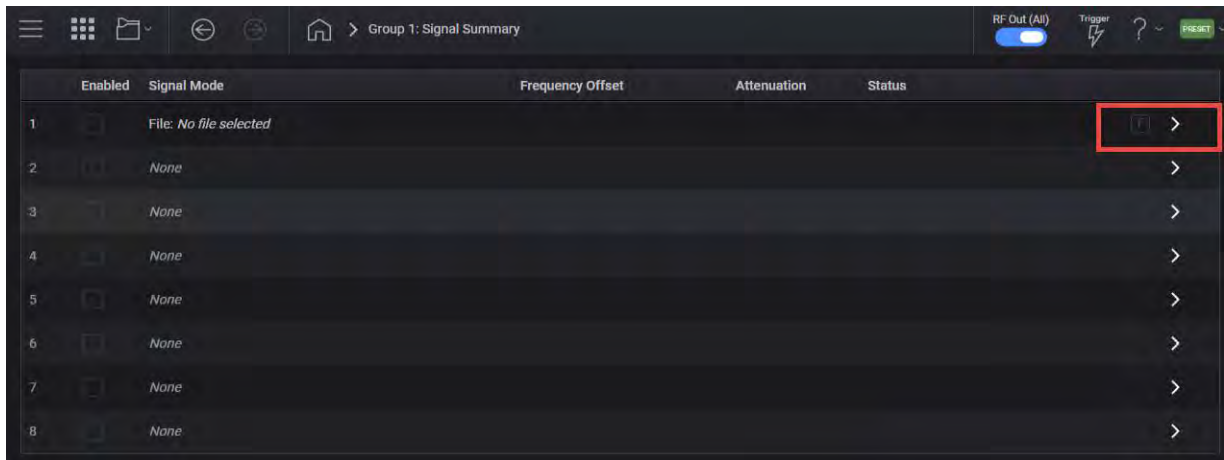 Group 1: Signal Summary RF Out (All) Trigger ? PRESET
Enabled Signal Mode Frequency Offset Attenuation Status
1 File: No file selected
2 None
3 None
4 None
5 None
6 None
7 None
8 None